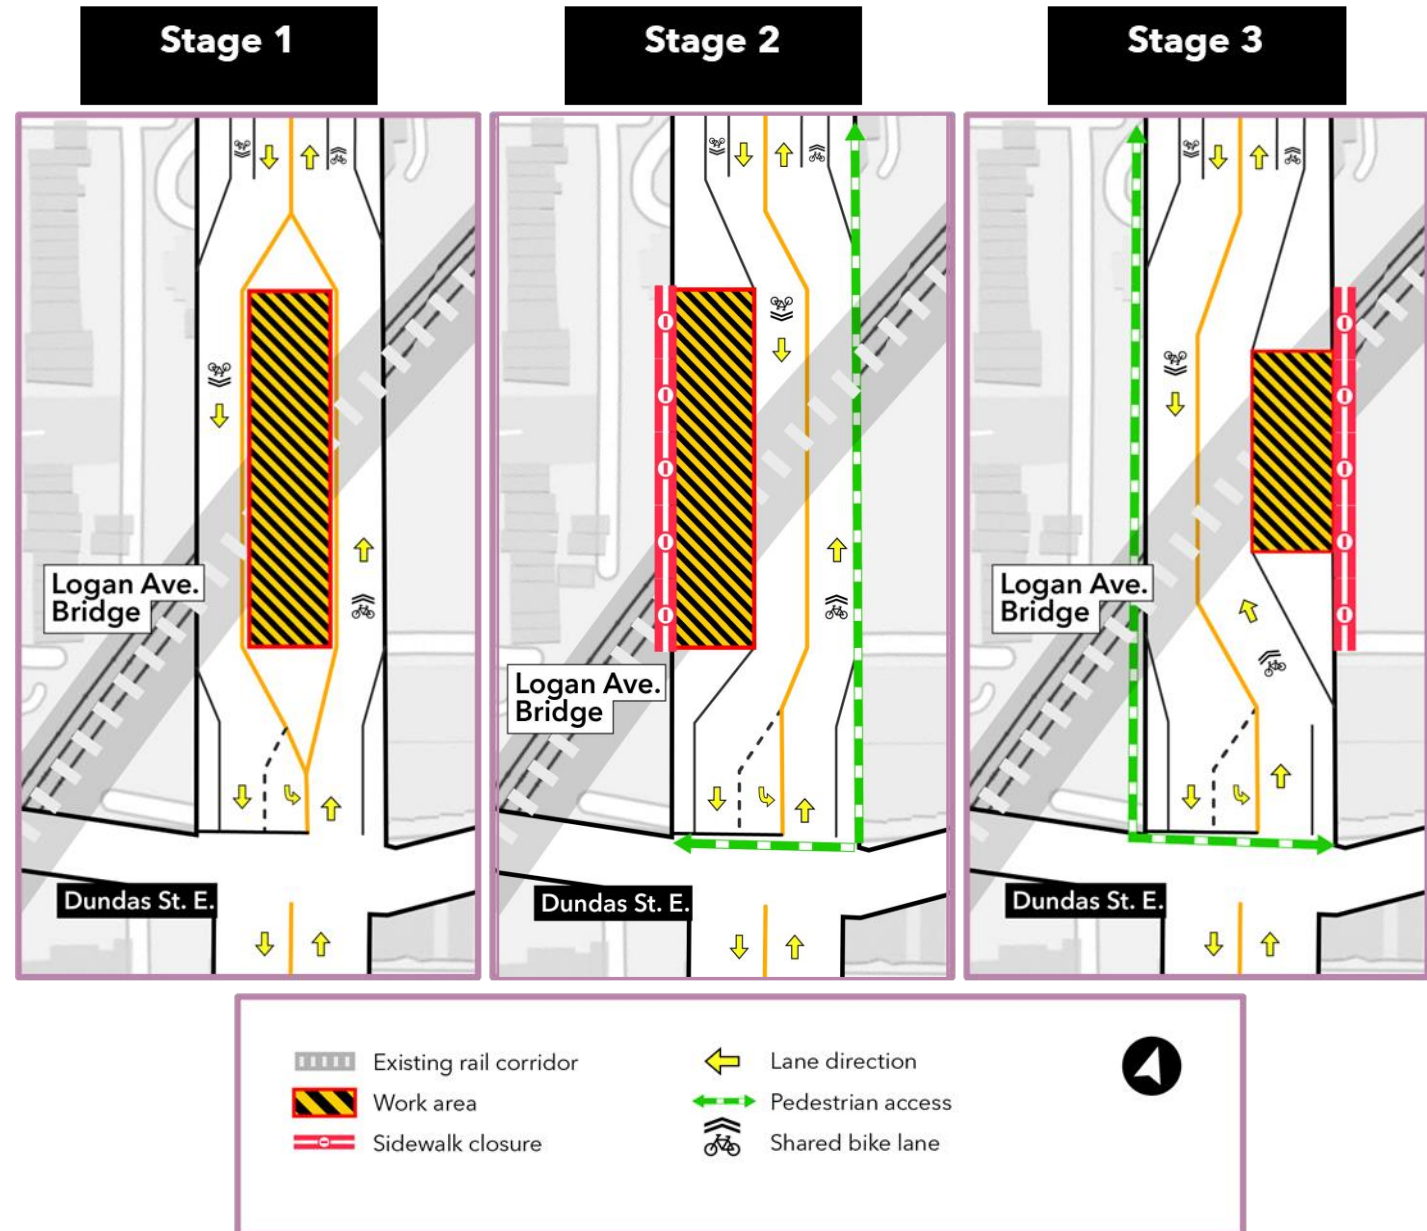 Stage 1
Stage 2
Stage 3
Logan Ave.
Bridge
Logan Ave.
Bridge
Logan Ave.
Bridge
Dundas St. E.
Dundas St. E.
Dundas St. E.
Existing rail corridor
Work area
Sidewalk closure
Lane direction
Pedestrian access
Shared bike lane